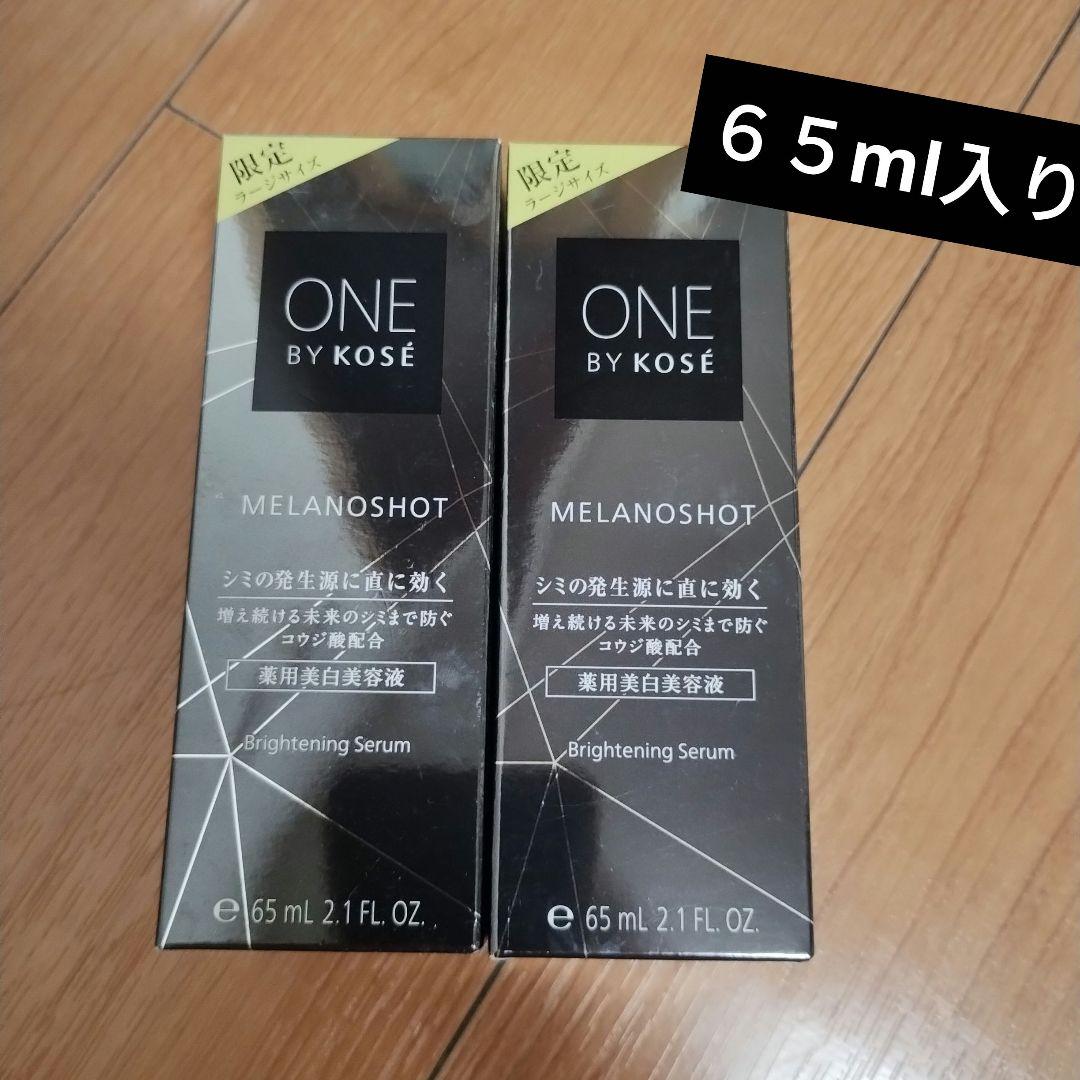 ６５ml入り
限定
ラージサイズ
ONE
BY KOSÉ
MELANOSHOT
シミの発生源に直に効く
増え続ける未来のシミまで防ぐ
コウジ酸配合
薬用美白美容液
Brightening Serum
e 65 mL 2.1 FL. OZ.
限定
ラージサイズ
ONE
BY KOSÉ
MELANOSHOT
シミの発生源に直に効く
増え続ける未来のシミまで防ぐ
コウジ酸配合
薬用美白美容液
Brightening Serum
e 65 mL 2.1 FL. OZ.